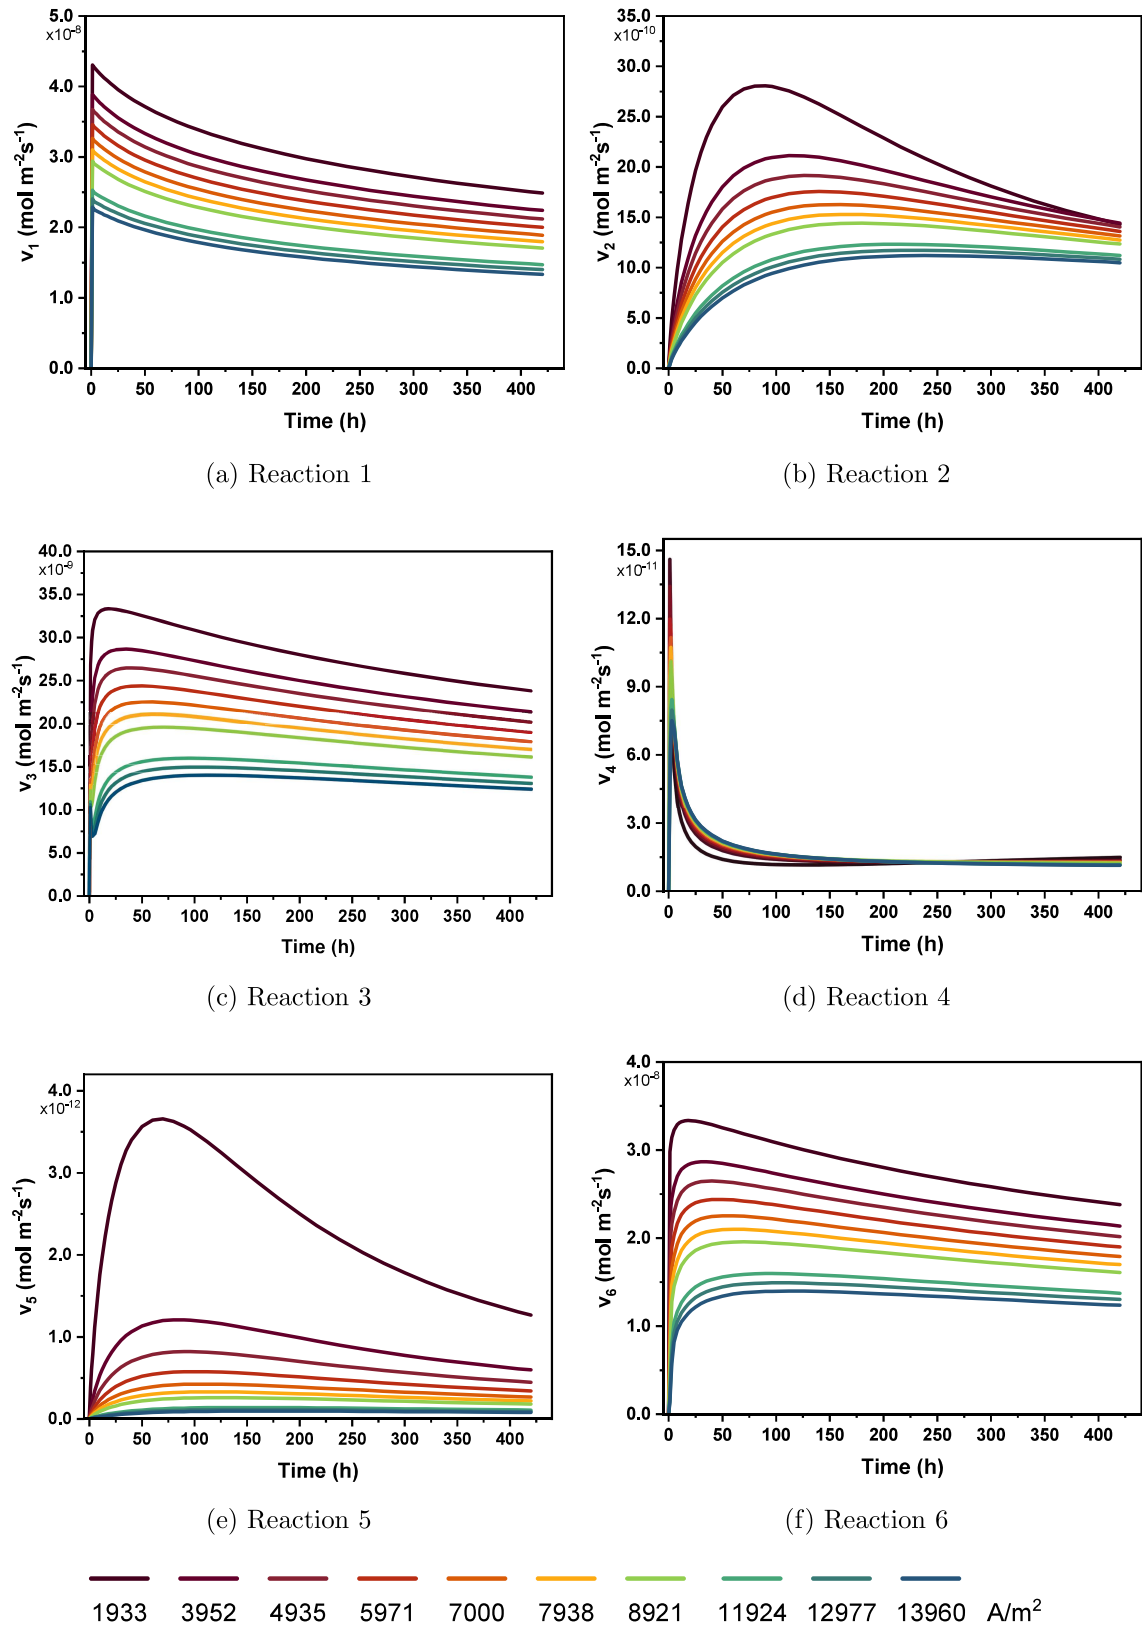 5.0
x10⁻⁸
4.0
3.0
2.0
1.0
0.0
v₁ (mol m⁻²s⁻¹)
0 50 100 150 200 250 300 350 400
Time (h)
(a) Reaction 1
35.0
x10⁻¹⁰
30.0
25.0
20.0
15.0
10.0
5.0
0.0
v₂ (mol m⁻²s⁻¹)
0 50 100 150 200 250 300 350 400
Time (h)
(b) Reaction 2
40.0
x10⁻⁹
35.0
30.0
25.0
20.0
15.0
10.0
5.0
0.0
v₃ (mol m⁻²s⁻¹)
0 50 100 150 200 250 300 350 400
Time (h)
(c) Reaction 3
15.0
x10⁻¹¹
12.0
9.0
6.0
3.0
0.0
v₄ (mol m⁻²s⁻¹)
0 50 100 150 200 250 300 350 400
Time (h)
(d) Reaction 4
4.0
x10⁻¹²
3.0
2.0
1.0
0.0
v₅ (mol m⁻²s⁻¹)
0 50 100 150 200 250 300 350 400
Time (h)
(e) Reaction 5
4.0
x10⁻⁸
3.0
2.0
1.0
0.0
v₆ (mol m⁻²s⁻¹)
0 50 100 150 200 250 300 350 400
Time (h)
(f) Reaction 6
1933 3952 4935 5971 7000 7938 8921 11924 12977 13960 A/m²